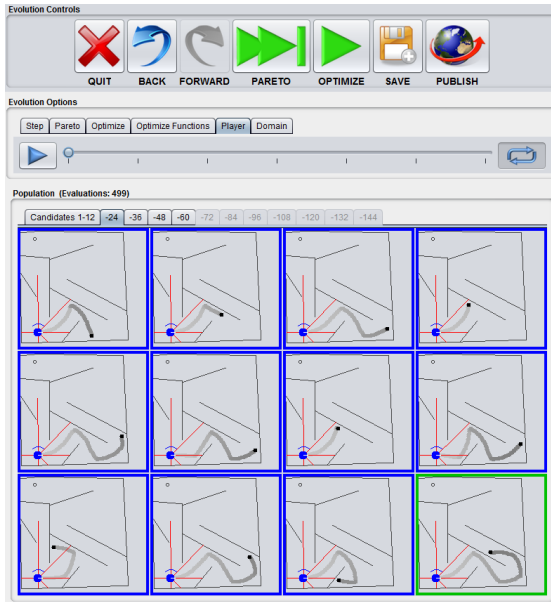 Evolution Controls
QUIT BACK FORWARD PARETO OPTIMIZE SAVE PUBLISH
Evolution Options
Step Pareto Optimize Optimize Functions Player Domain
Population (Evaluations: 499)
Candidates 1-12 -24 -36 -48 -60 -72 -84 -96 -108 -120 -132 -144